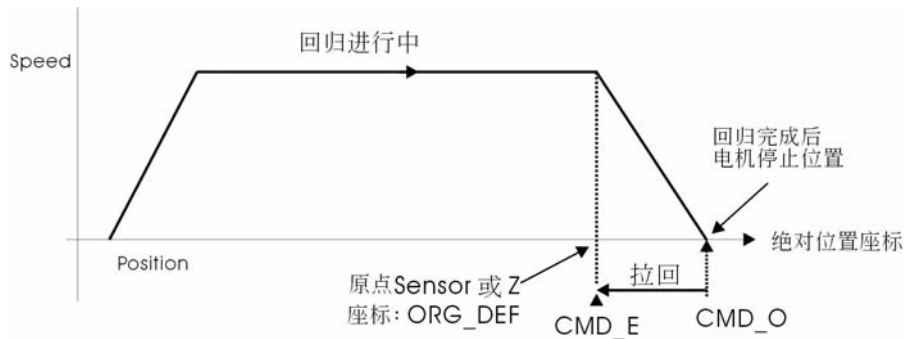 回归进行中
Speed
回归完成后
电机停止位置
绝对位置座标
Position
原点Sensor 或 Z
座标：ORG_DEF
拉回
CMD_E
CMD_O